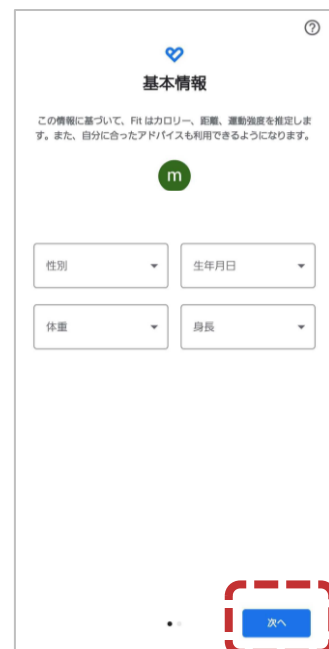 基本情報
この情報に基づいて、Fit はカロリー、距離、運動強度を推定しま
す。また、自分に合ったアドバイスも利用できるようになります。
m
性別
生年月日
体重
身長
次へ